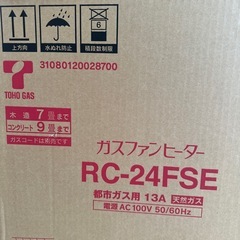 上方向 水ぬれ防止 積段数制限
31080120028700
TOHO GAS
木造 7畳まで
コンクリート 9畳まで
ガスコードは別売です
ガスファンヒーター
RC-24FSE
都市ガス用 13A 天然ガス
電源 AC100V 50/60Hz